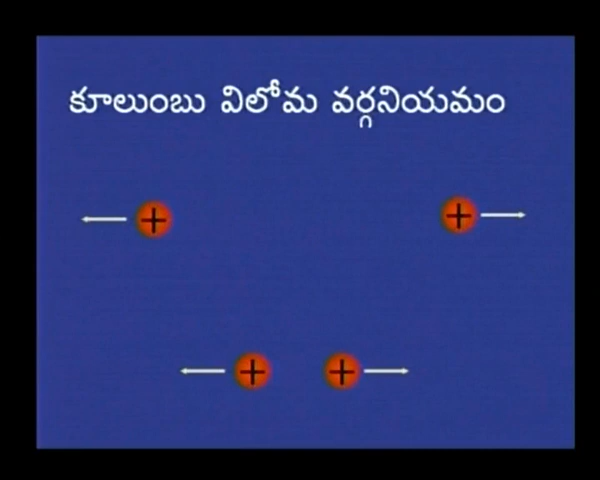 కూలుంబు విలోమ వర్గనియమం
+ +
+ +